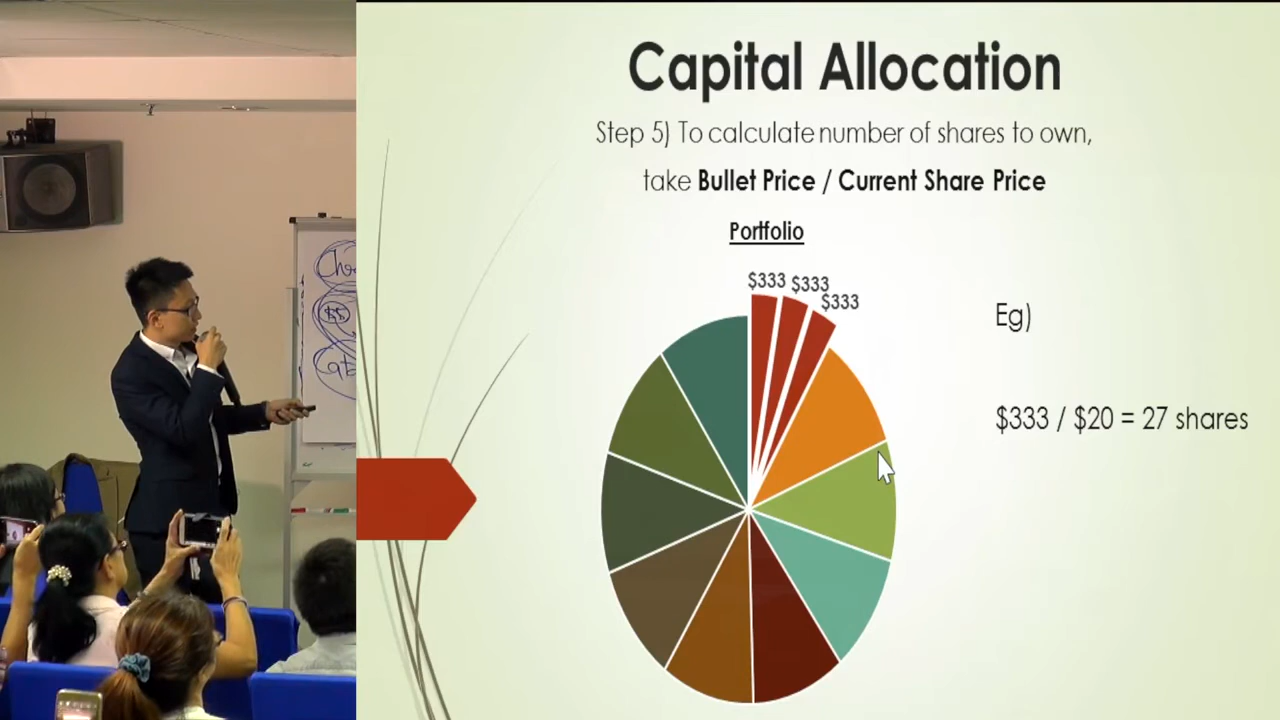 Capital Allocation
Step 5) To calculate number of shares to own,
take Bullet Price / Current Share Price
Portfolio
$333
$333
$333
Eg)
$333 / $20 = 27 shares
$$